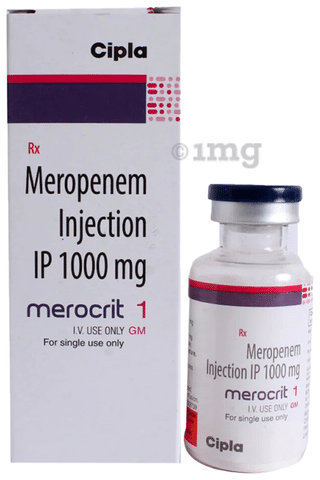 Cipla
©1mg
Rx
Meropenem
Injection
IP 1000 mg
merocrit 1
I.V. USE ONLY GM
For single use only
Rx
Meropenem
Injection IP 1000 mg
merocrit 1
I.V. USE ONLY GM
For single use only
Cipla